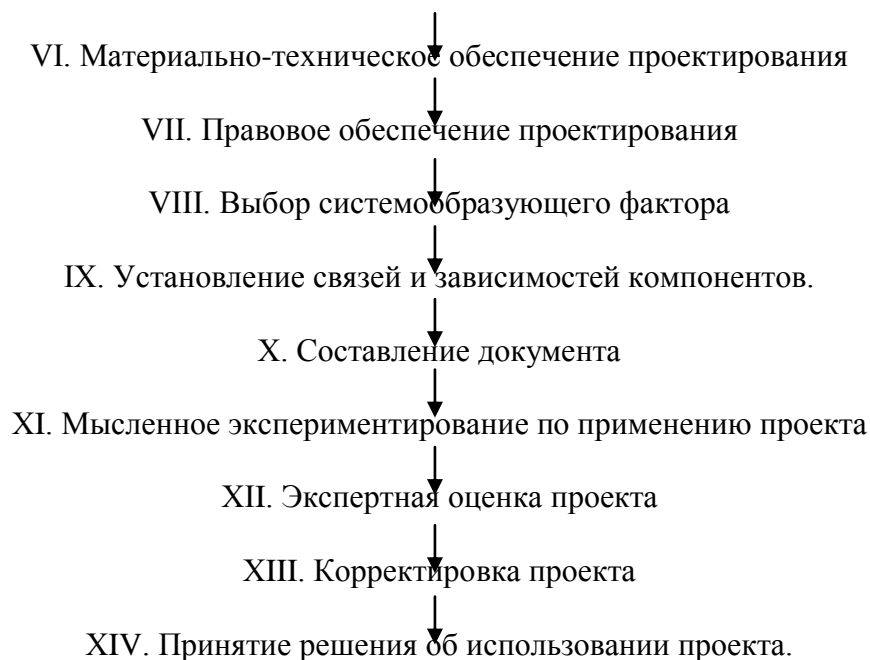 VI. Материально-техническое обеспечение проектирования
VII. Правовое обеспечение проектирования
VIII. Выбор системообразующего фактора
IX. Установление связей и зависимостей компонентов.
X. Составление документа
XI. Мысленное экспериментирование по применению проекта
XII. Экспертная оценка проекта
XIII. Корректировка проекта
XIV. Принятие решения об использовании проекта.